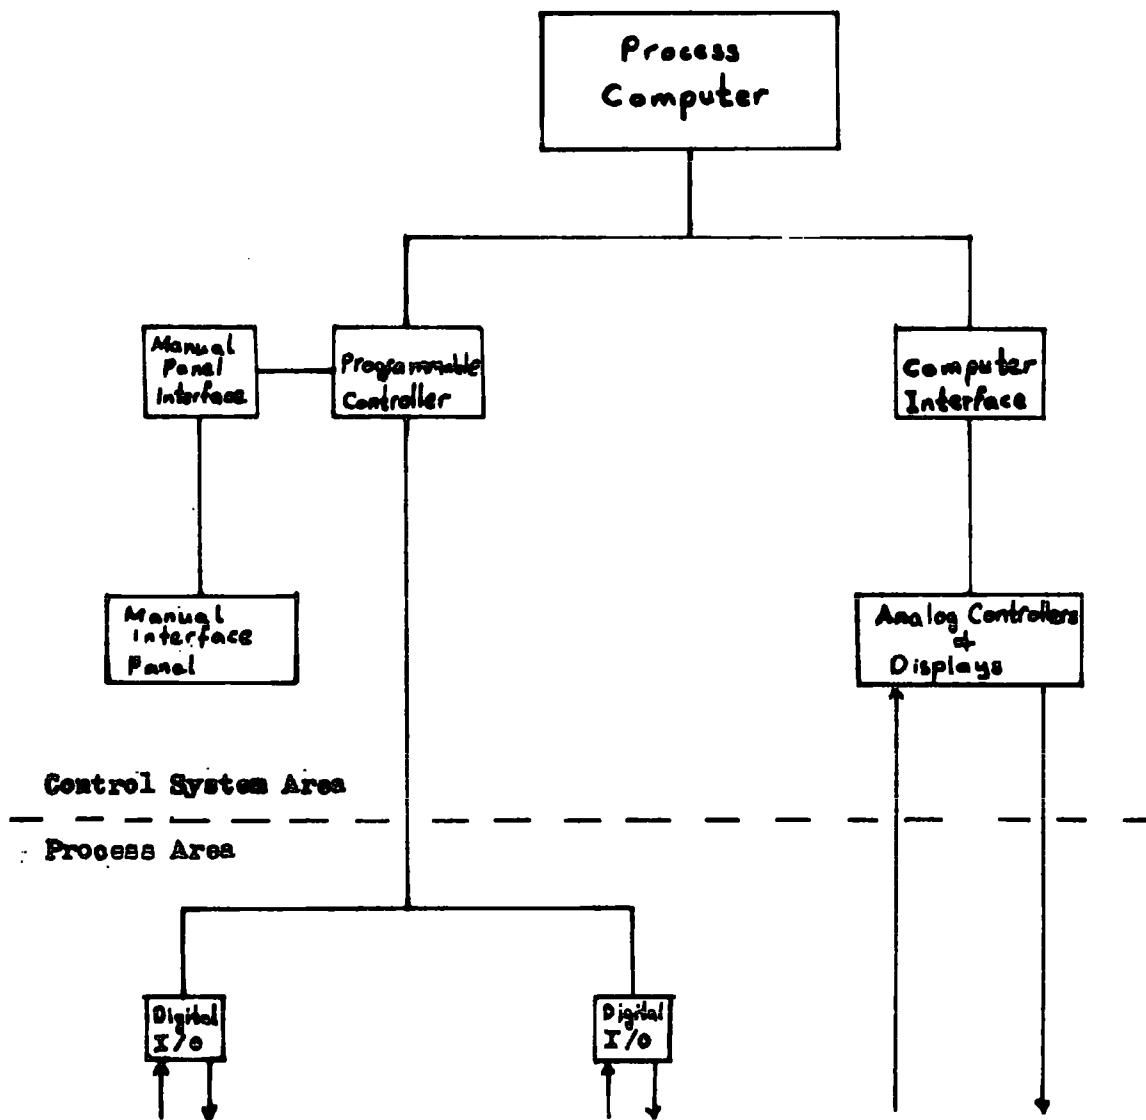 Process
Computer
Manual
Panel
Interface
Programmable
Controller
Computer
Interface
Manual
Interface
Panel
Analog Controllers
&
Displays
Control System Area
Process Area
Digital
I/O
Digital
I/O